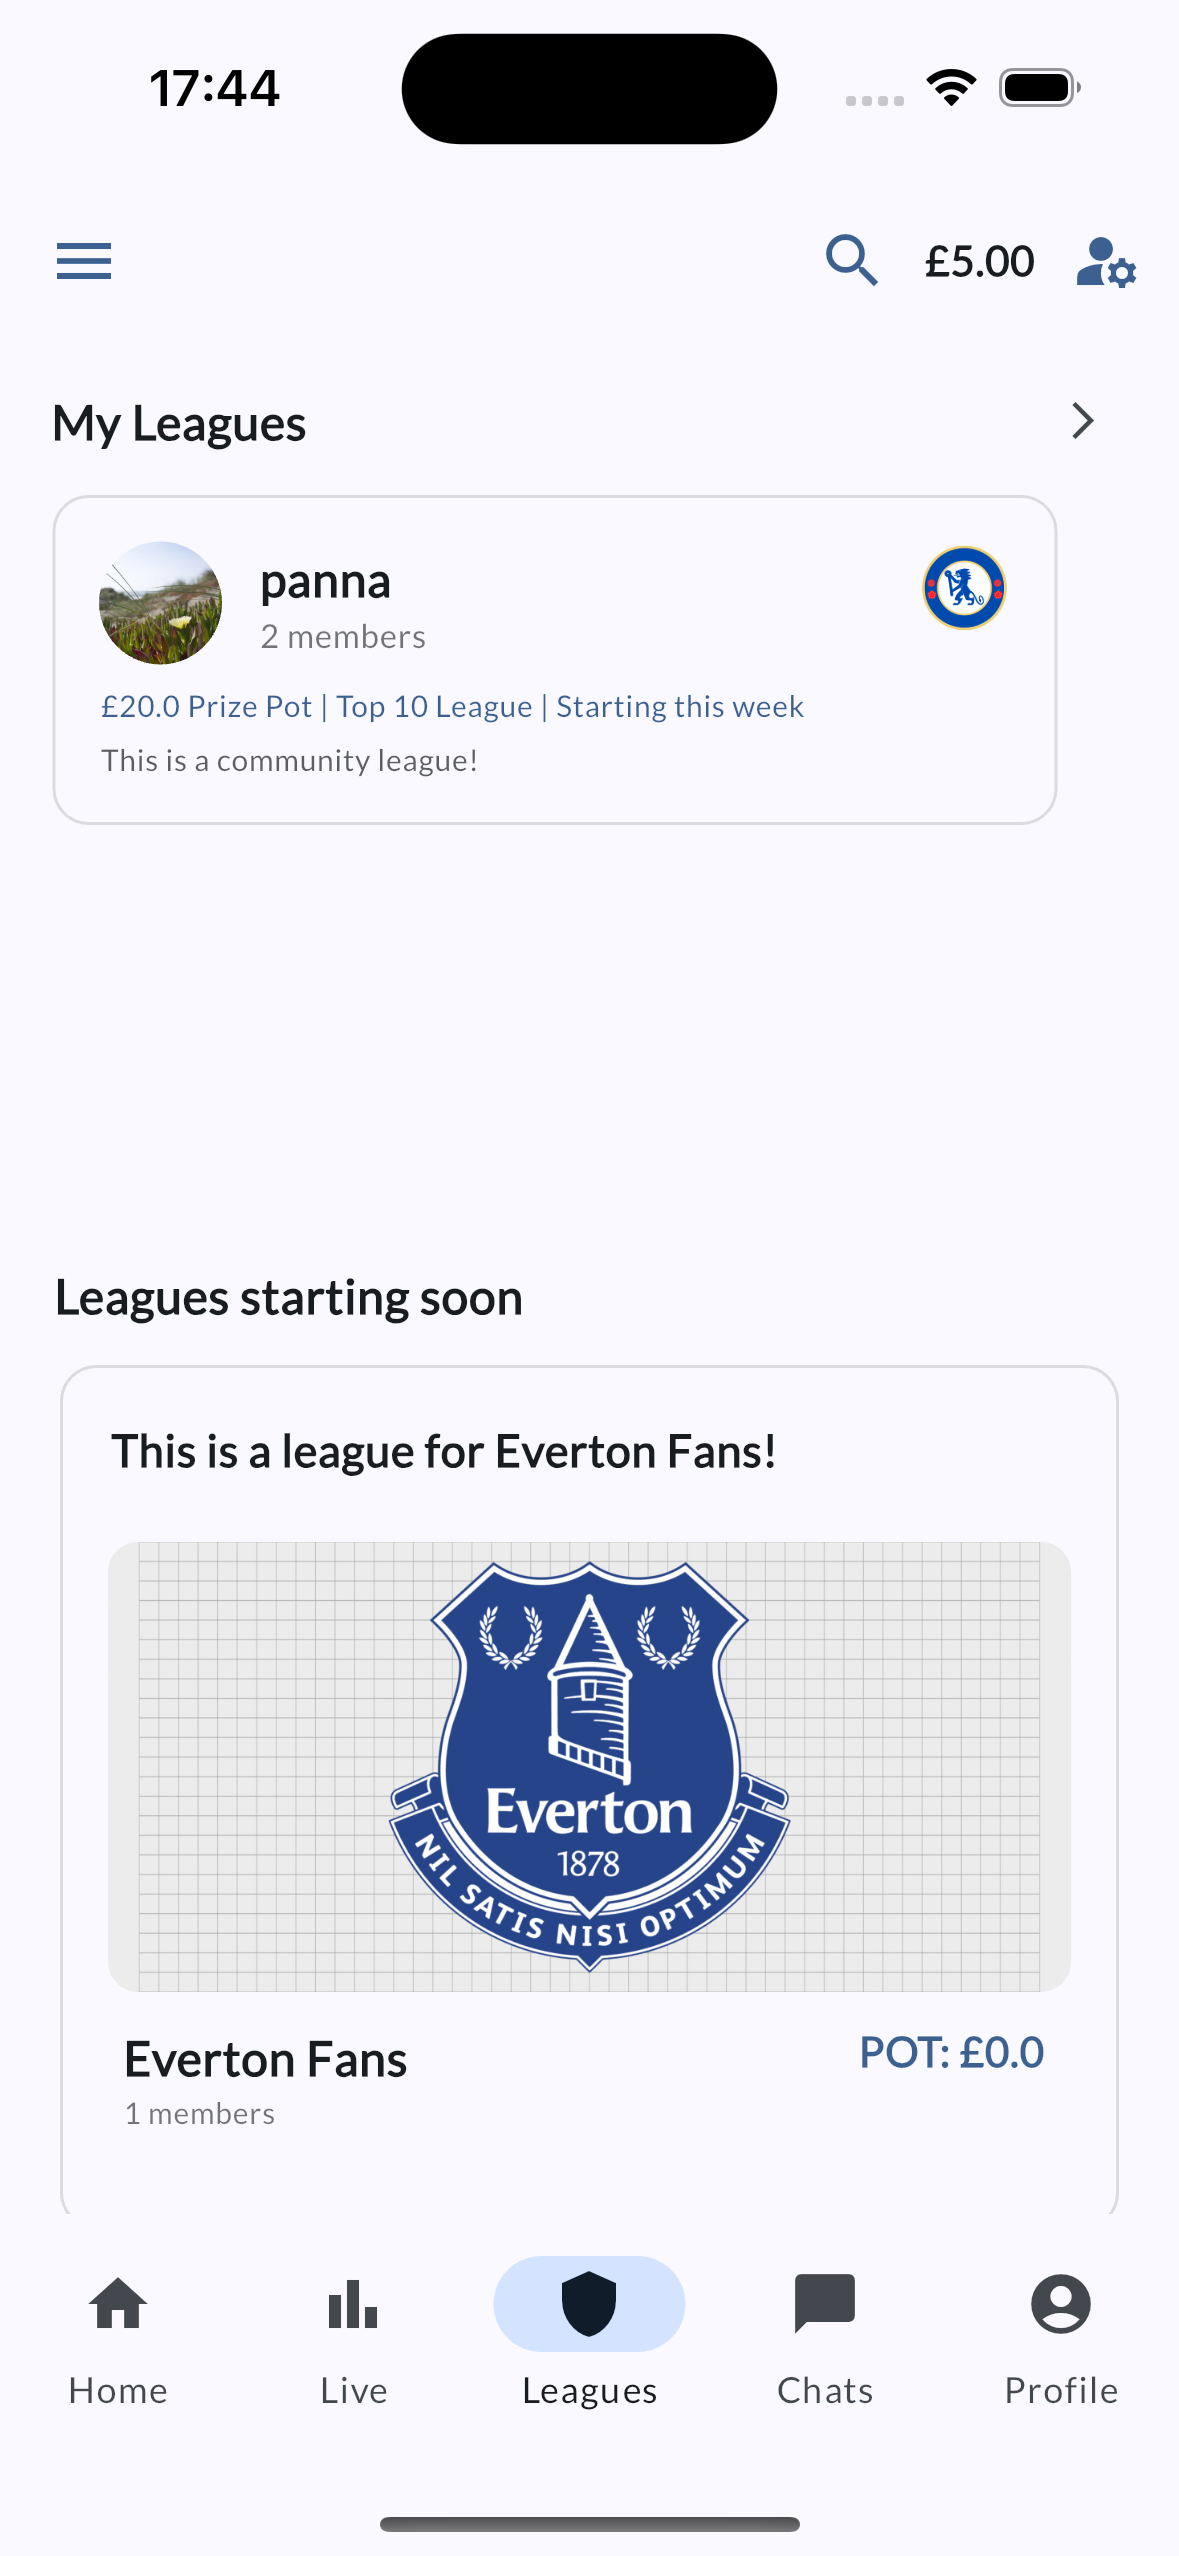 17:44
£5.00
My Leagues
panna
2 members
£20.0 Prize Pot | Top 10 League | Starting this week
This is a community league!
Leagues starting soon
This is a league for Everton Fans!
Everton
1878
NIL SATIS NISI OPTIMUM
Everton Fans
POT: £0.0
1 members
Home
Live
Leagues
Chats
Profile